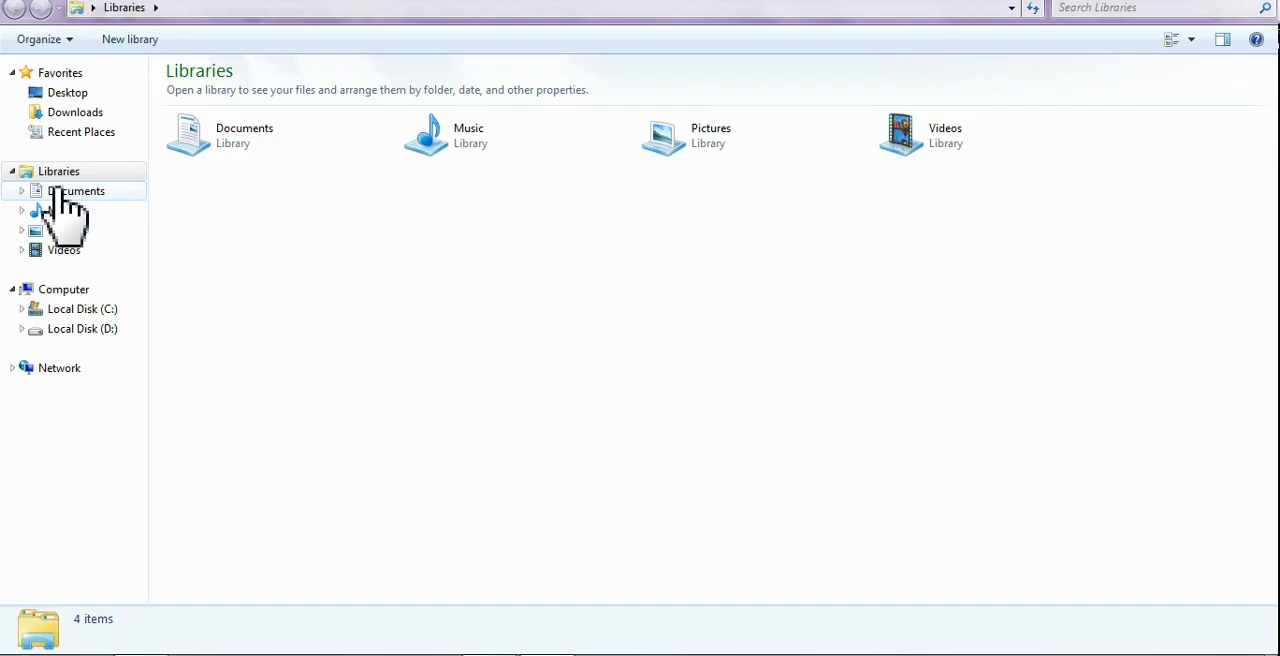 Libraries
Search Libraries
Organize
New library
Favorites
Desktop
Downloads
Recent Places
Libraries
Videos
Computer
Local Disk (C:)
Local Disk (D:)
Network
Libraries
Open a library to see your files and arrange them by folder, date, and other properties.
Documents
Library
Music
Library
Pictures
Library
Videos
Library
4 items